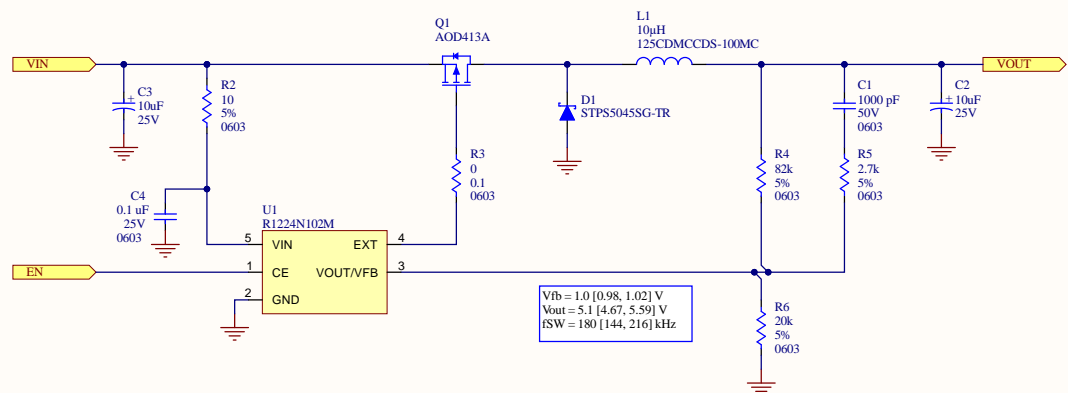 Q1
AOD413A
L1
10µH
125CDMCCDS-100MC
VIN
VOUT
C3
10uF
25V
R2
10
5%
0603
D1
STPS5045SG-TR
C1
1000 pF
50V
0603
C2
10uF
25V
R3
0
0.1
0603
R4
82k
5%
0603
R5
2.7k
5%
0603
C4
0.1 uF
25V
0603
U1
R1224N102M
5 VIN EXT 4
EN
1 CE VOUT/VFB 3
2 GND
Vfb = 1.0 [0.98, 1.02] V
Vout = 5.1 [4.67, 5.59] V
fSW = 180 [144, 216] kHz
R6
20k
5%
0603